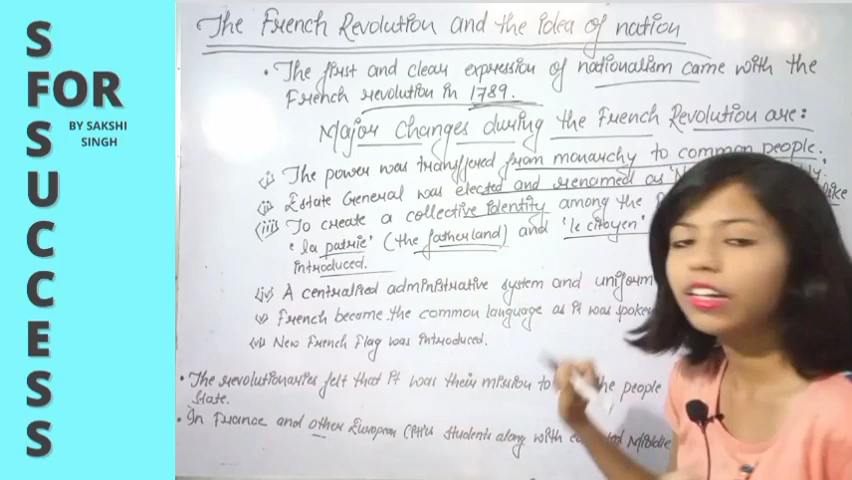 S FOR SUCCESS
BY SAKSHI
SINGH
The French Revolution and the idea of nation
• The first and clear expression of nationalism came with the
French revolution in 1789.
Major Changes during the French Revolution are:
(i) The power was transferred from monarchy to common people.
(ii) Estate General was elected and renamed as
(iii) To create a collective identity among the like
'la patrie' (the fatherland) and 'le citoyen'
introduced.
(iv) A centralised administrative system and uniform
(v) French became the common language as it was spoken
(vi) New French Flag was introduced.
• The revolutionaries felt that it was their mission to the people
state.
• In France and other European cities students along with Middle